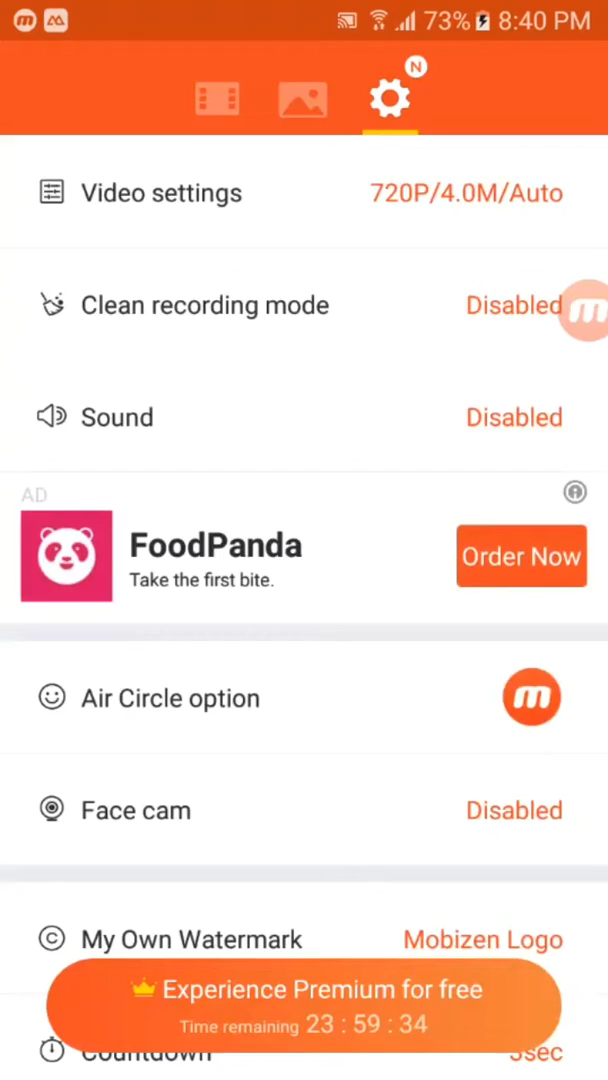 73% 8:40 PM
N
Video settings 720P/4.0M/Auto
Clean recording mode Disabled
m
Sound Disabled
AD
FoodPanda
Take the first bite.
Order Now
Air Circle option
m
Face cam Disabled
My Own Watermark Mobizen Logo
Experience Premium for free
Time remaining 23 : 59 : 34
Countdown 3sec